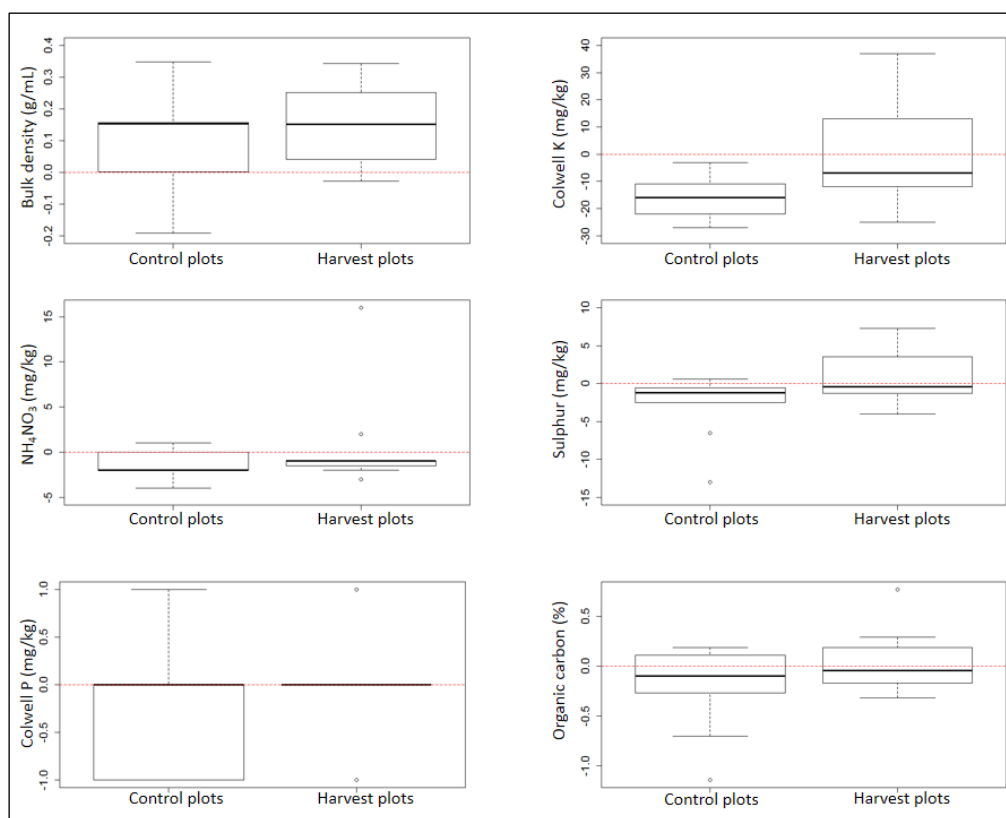 Bulk density (g/mL)
0.4
0.3
0.2
0.1
0.0
-0.1
-0.2
Control plots
Harvest plots
Colwell K (mg/kg)
40
30
20
10
0
-10
-20
-30
Control plots
Harvest plots
NH₄NO₃ (mg/kg)
15
10
5
0
-5
Control plots
Harvest plots
Sulphur (mg/kg)
10
5
0
-5
-10
-15
Control plots
Harvest plots
Colwell P (mg/kg)
1.0
0.5
0.0
-0.5
-1.0
Control plots
Harvest plots
Organic carbon (%)
0.5
0.0
-0.5
-1.0
Control plots
Harvest plots